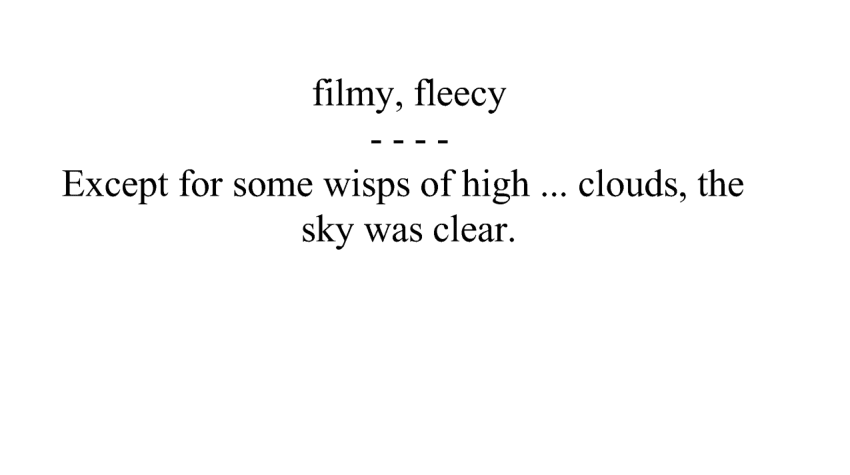 filmy, fleecy
- - - -
Except for some wisps of high ... clouds, the
sky was clear.